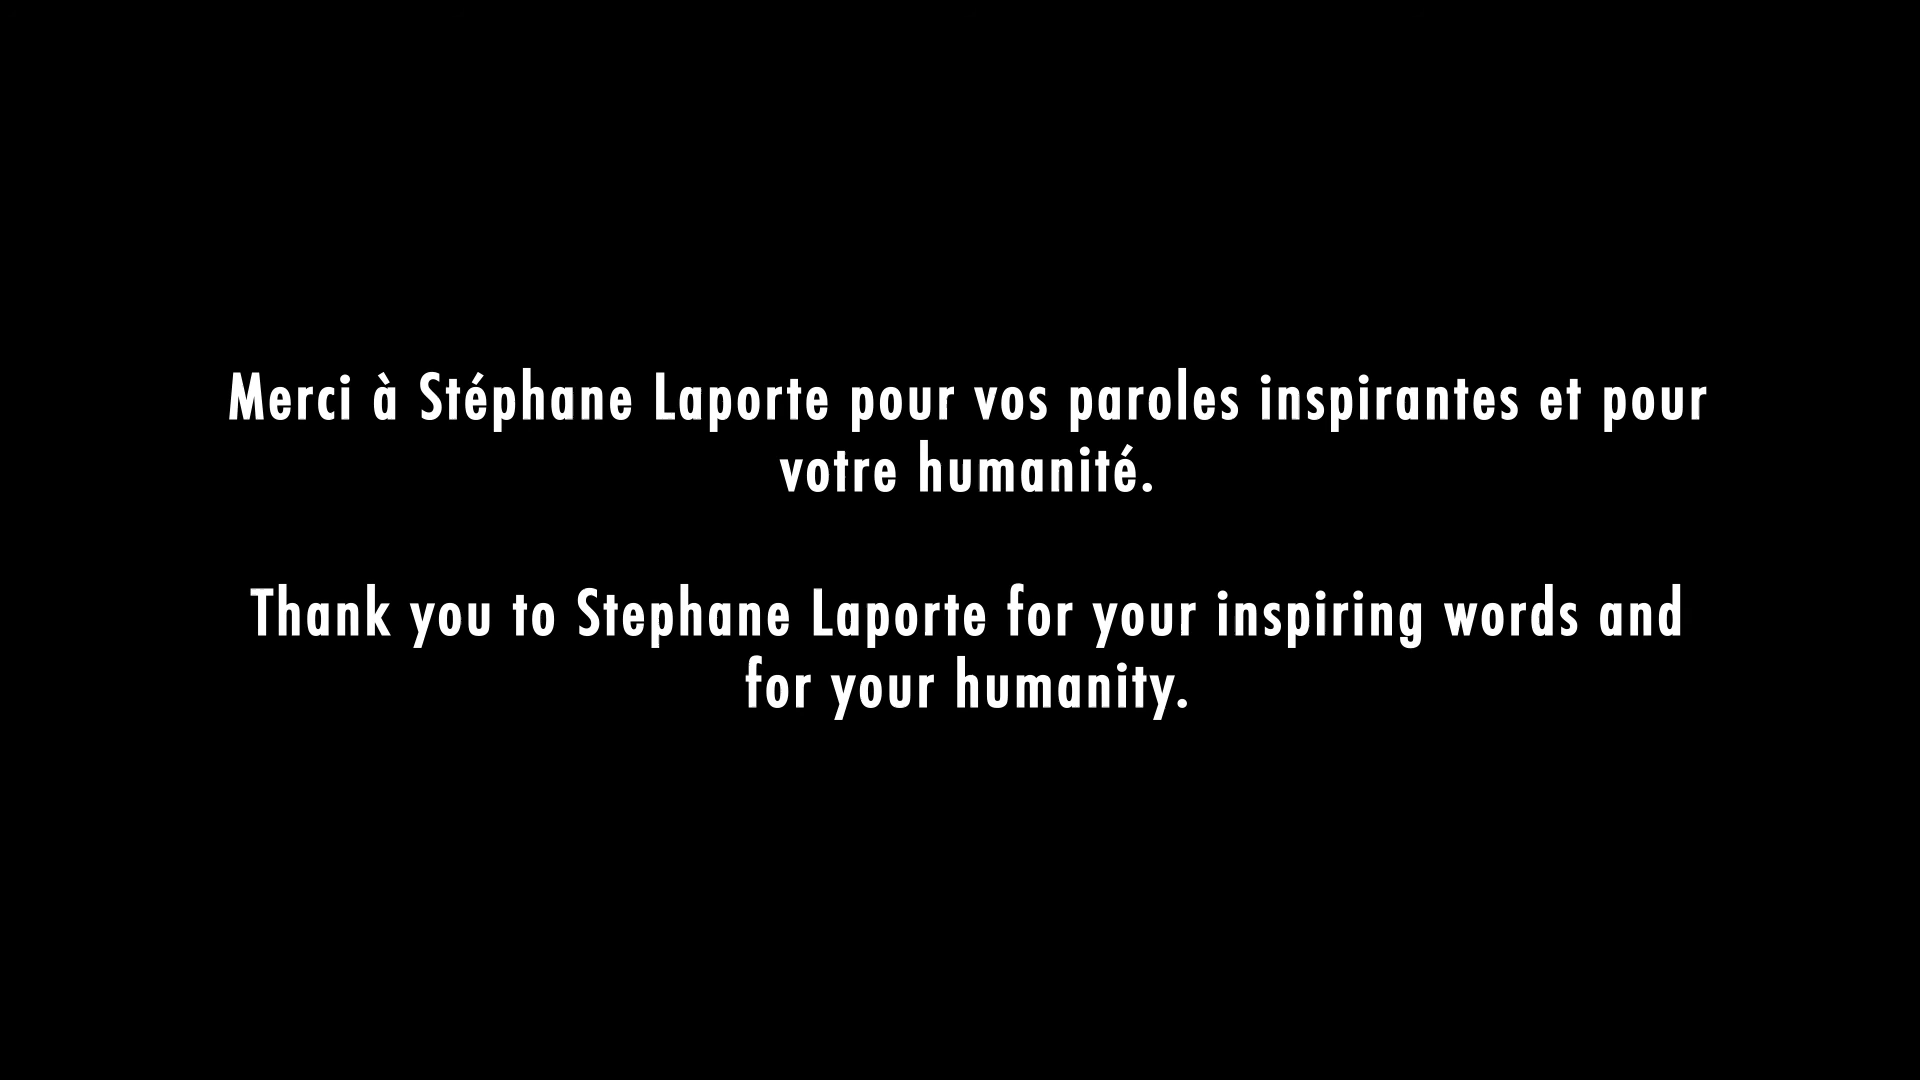 Merci à Stéphane Laporte pour vos paroles inspirantes et pour
votre humanité.
Thank you to Stephane Laporte for your inspiring words and
for your humanity.